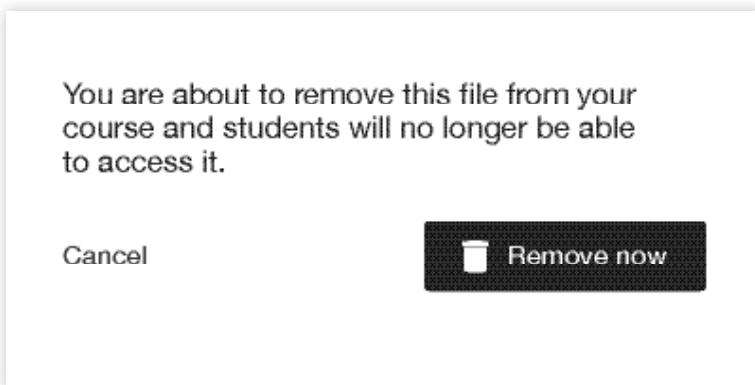 You are about to remove this file from your
course and students will no longer be able
to access it.
Cancel
Remove now